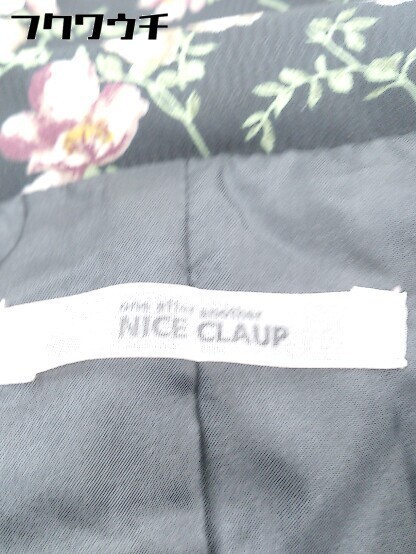 フクワウチ
one after another
NICE CLAUP